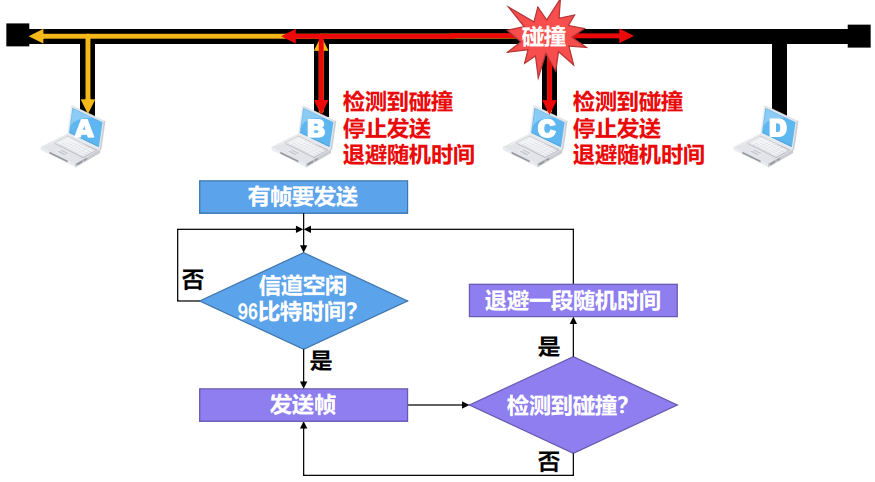 碰撞
检测到碰撞
停止发送
退避随机时间
检测到碰撞
停止发送
退避随机时间
A
B
C
D
有帧要发送
否
信道空闲
96比特时间?
是
发送帧
退避一段随机时间
是
检测到碰撞?
否